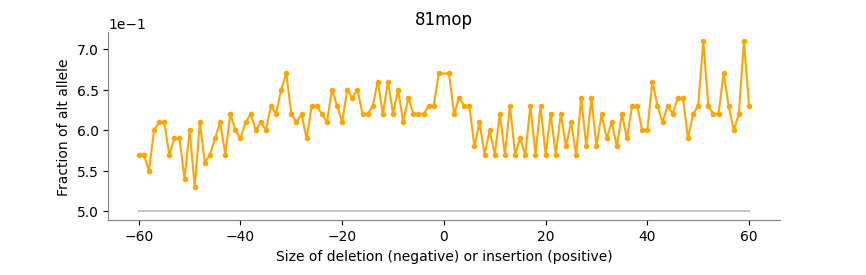 81mop
1e−1
7.0
6.5
6.0
5.5
5.0
Fraction of alt allele
−60 −40 −20 0 20 40 60
Size of deletion (negative) or insertion (positive)